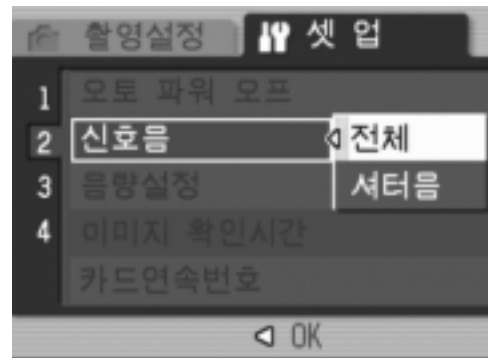 촬영설정 셋 업
1 오토 파워 오프
2 신호음 전체
3 음량설정 셔터음
4 이미지 확인시간
카드연속번호
OK